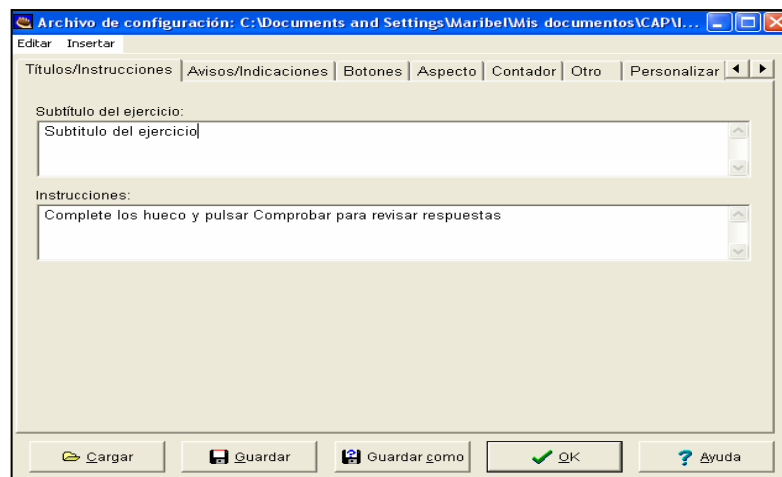 Archivo de configuración: C:\Documents and Settings\Maribel\Mis documentos\CAP\I...
Editar Insertar
Títulos/Instrucciones Avisos/Indicaciones Botones Aspecto Contador Otro Personalizar
Subtítulo del ejercicio:
Subtitulo del ejercicio
Instrucciones:
Complete los hueco y pulsar Comprobar para revisar respuestas
Cargar Guardar Guardar como OK Ayuda